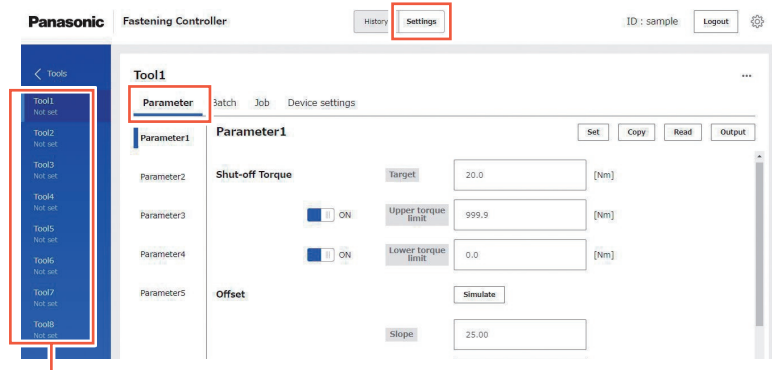 Panasonic Fastening Controller History Settings ID : sample Logout
Tools
Tool1
Not set
Tool2
Not set
Tool3
Not set
Tool4
Not set
Tool5
Not set
Tool6
Not set
Tool7
Not set
Tool8
Not set
Tool1
Parameter Batch Job Device settings
Parameter1
Parameter2
Parameter3
Parameter4
Parameter5
Parameter1 Set Copy Read Output
Shut-off Torque Target 20.0 [Nm]
ON Upper torque
limit 999.9 [Nm]
ON Lower torque
limit 0.0 [Nm]
Offset Simulate
Slope 25.00